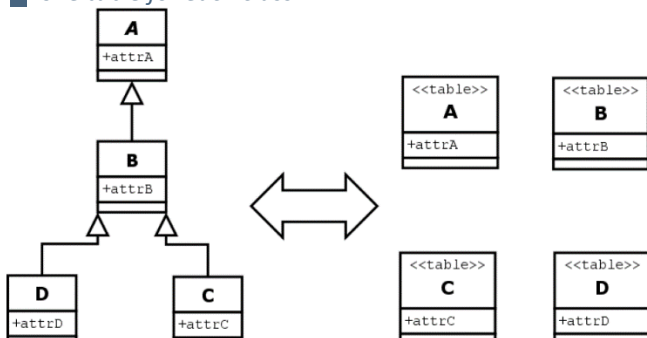 A
+attrA
B
+attrB
D
+attrD
C
+attrC
<<table>>
A
+attrA
<<table>>
B
+attrB
<<table>>
C
+attrC
<<table>>
D
+attrD